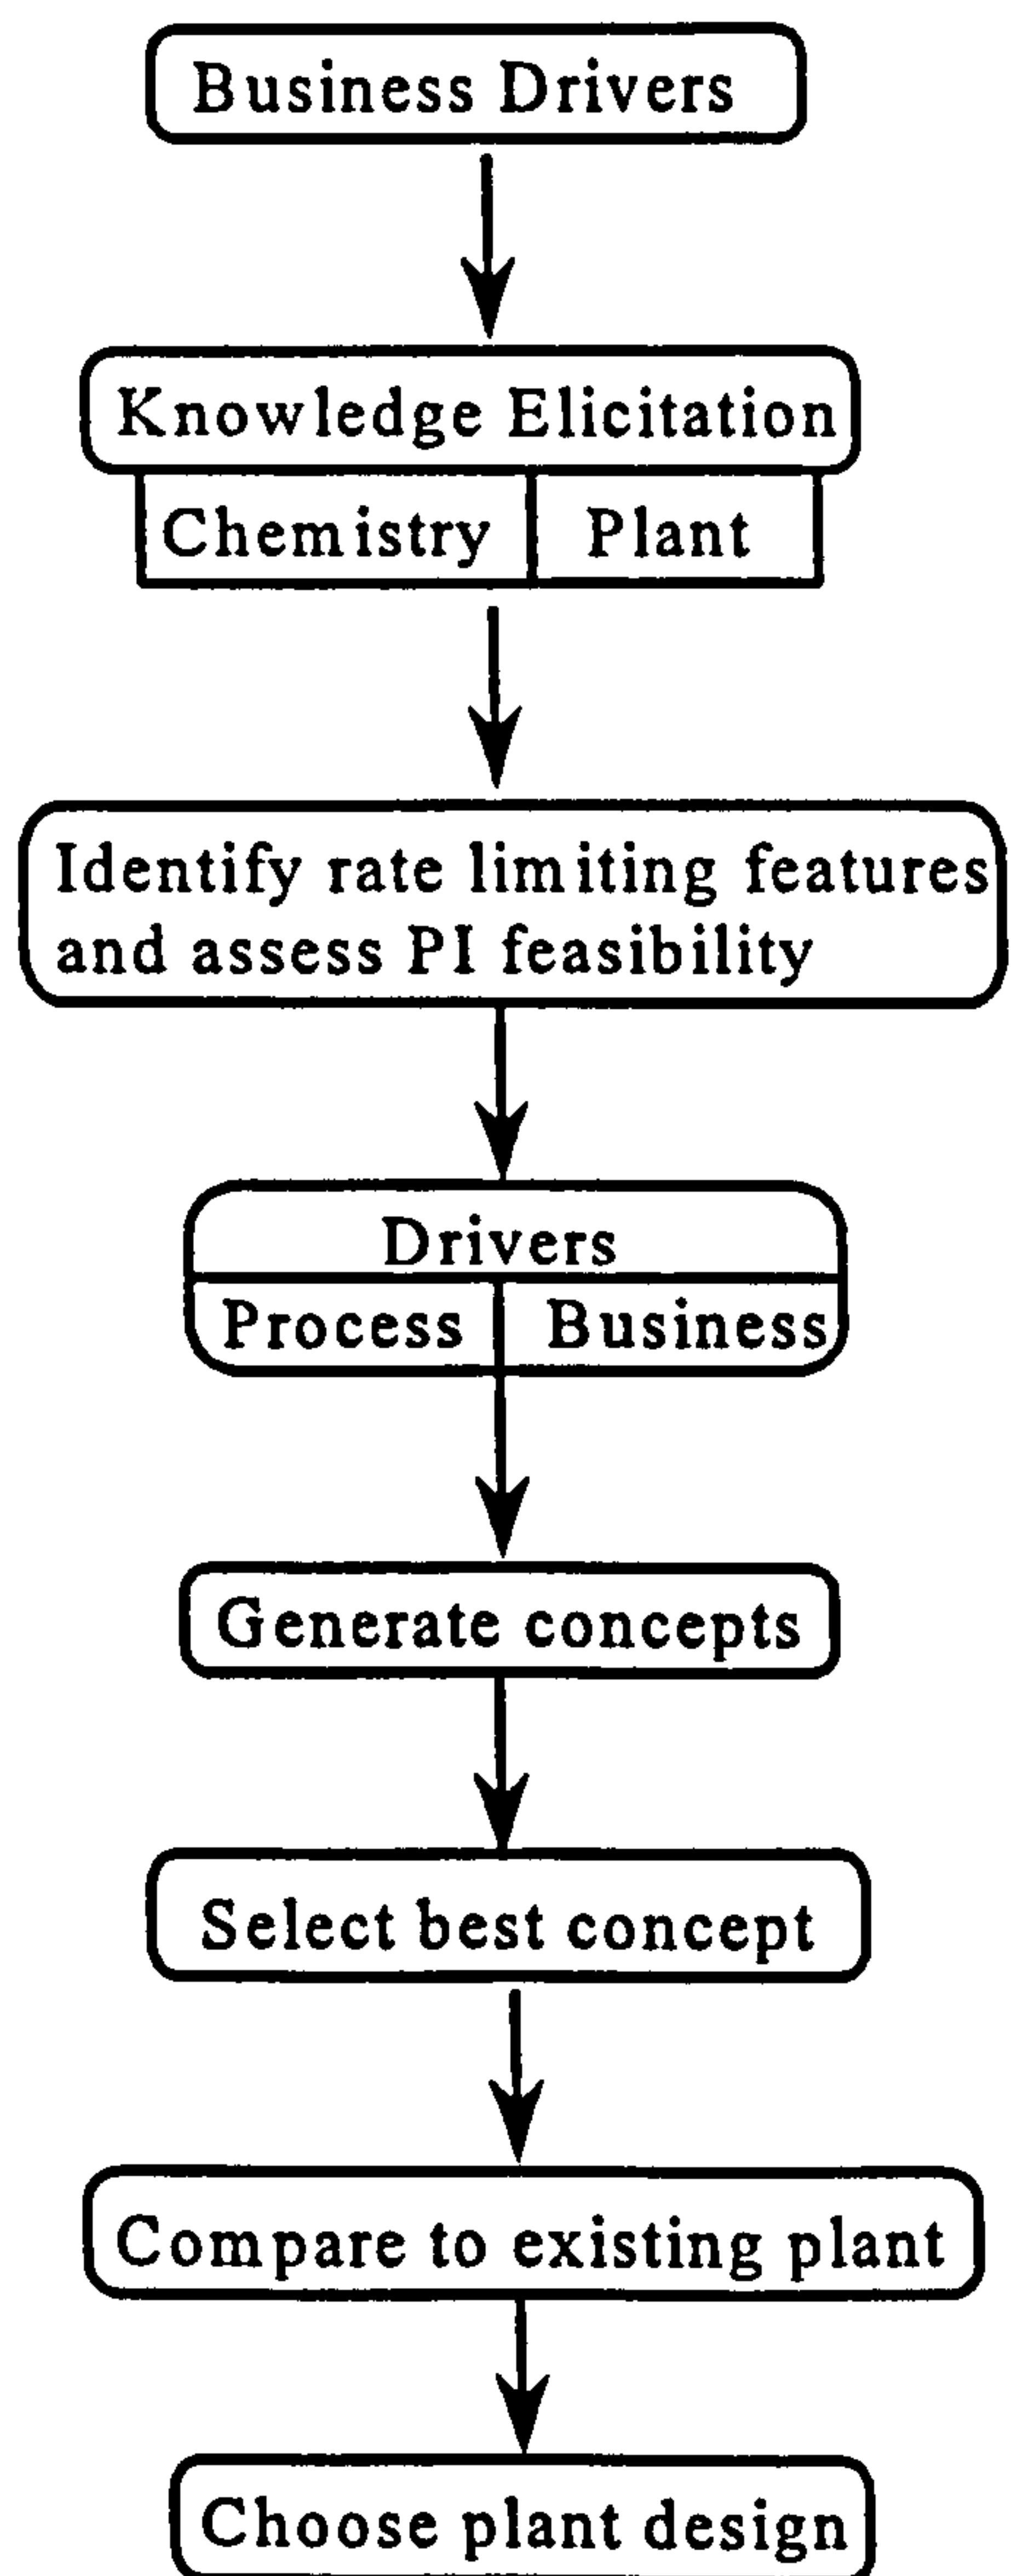 Business Drivers
Knowledge Elicitation
Chemistry Plant
Identify rate limiting features
and assess PI feasibility
Drivers
Process Business
Generate concepts
Select best concept
Compare to existing plant
Choose plant design